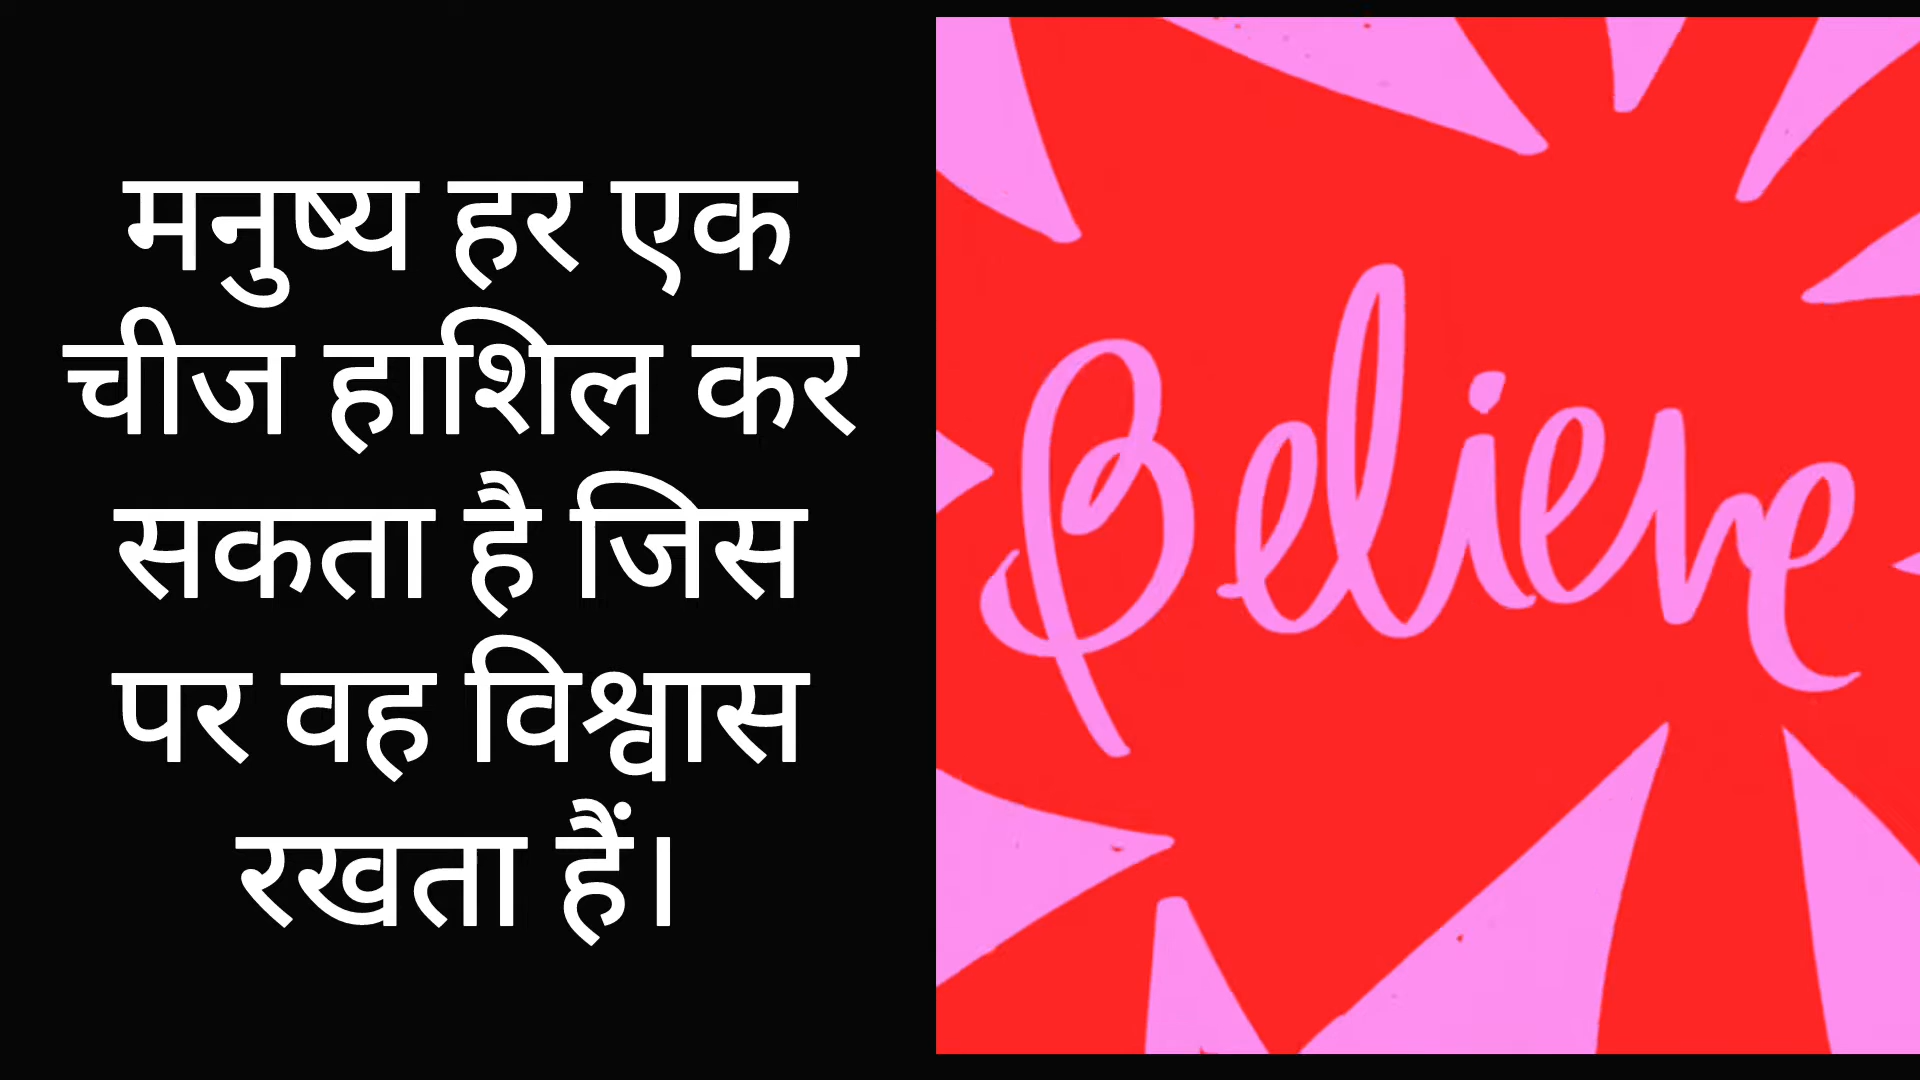 मनुष्य हर एक
चीज हाशिल कर
सकता है जिस
पर वह विश्वास
रखता हैं।
Believe